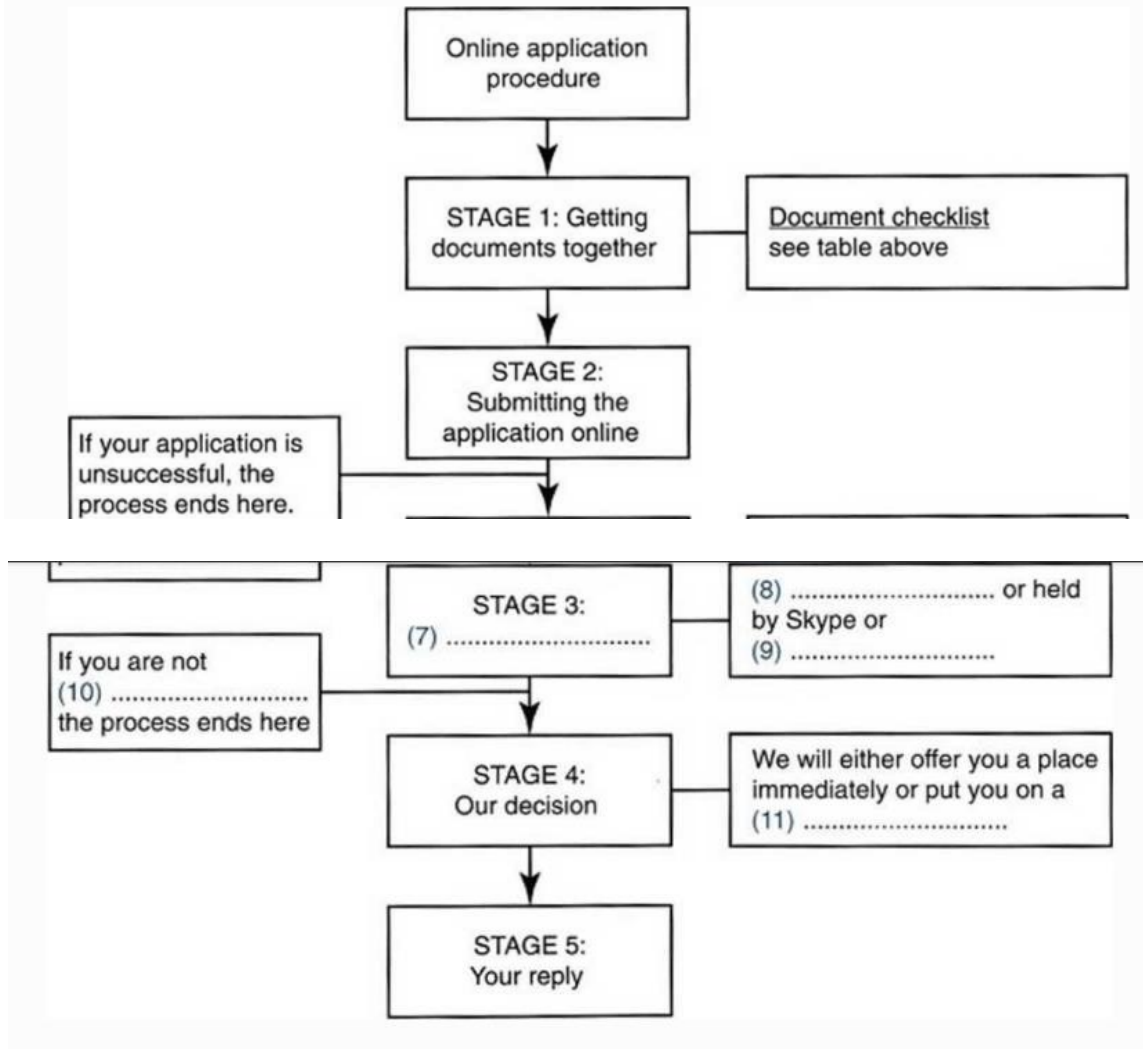 Online application
procedure
STAGE 1: Getting
documents together
Document checklist
see table above
STAGE 2:
Submitting the
application online
If your application is
unsuccessful, the
process ends here.
STAGE 3:
(7) .............................
(8) ............................. or held
by Skype or
(9) .............................
If you are not
(10) .............................
the process ends here
STAGE 4:
Our decision
We will either offer you a place
immediately or put you on a
(11) .............................
STAGE 5:
Your reply